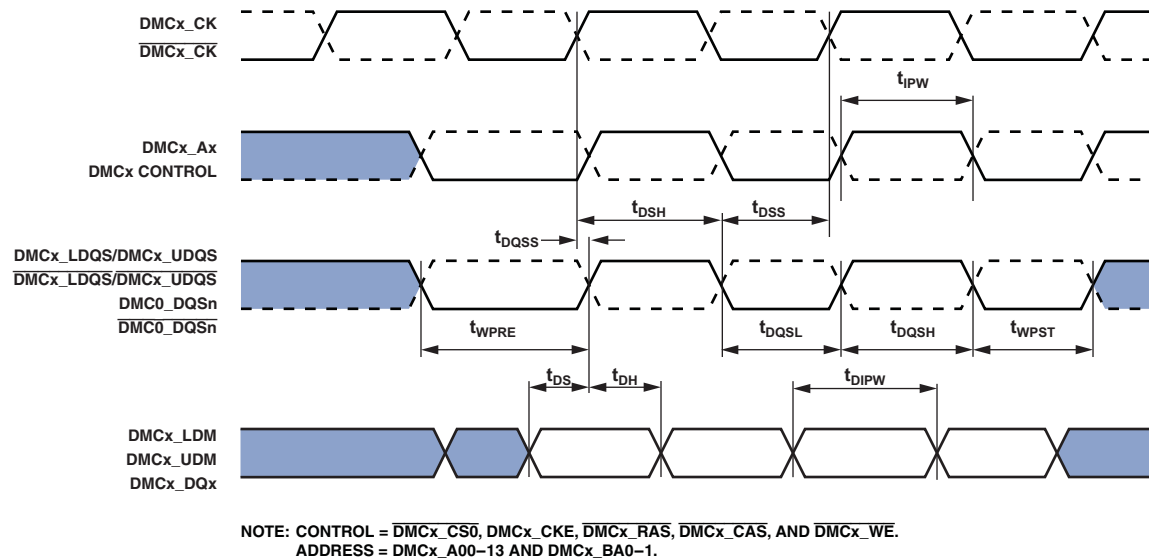 DMCx_CK
DMCx_CK
tIPW
DMCx_Ax
DMCx CONTROL
tDSH
tDSS
tDQSS
DMCx_LDQS/DMCx_UDQS
DMCx_LDQS/DMCx_UDQS
DMC0_DQSn
DMC0_DQSn
tWPRE
tDQSL
tDQSH
tWPST
tDS
tDH
tDIPW
DMCx_LDM
DMCx_UDM
DMCx_DQx
NOTE: CONTROL = DMCx_CS0, DMCx_CKE, DMCx_RAS, DMCx_CAS, AND DMCx_WE.
ADDRESS = DMCx_A00–13 AND DMCx_BA0–1.